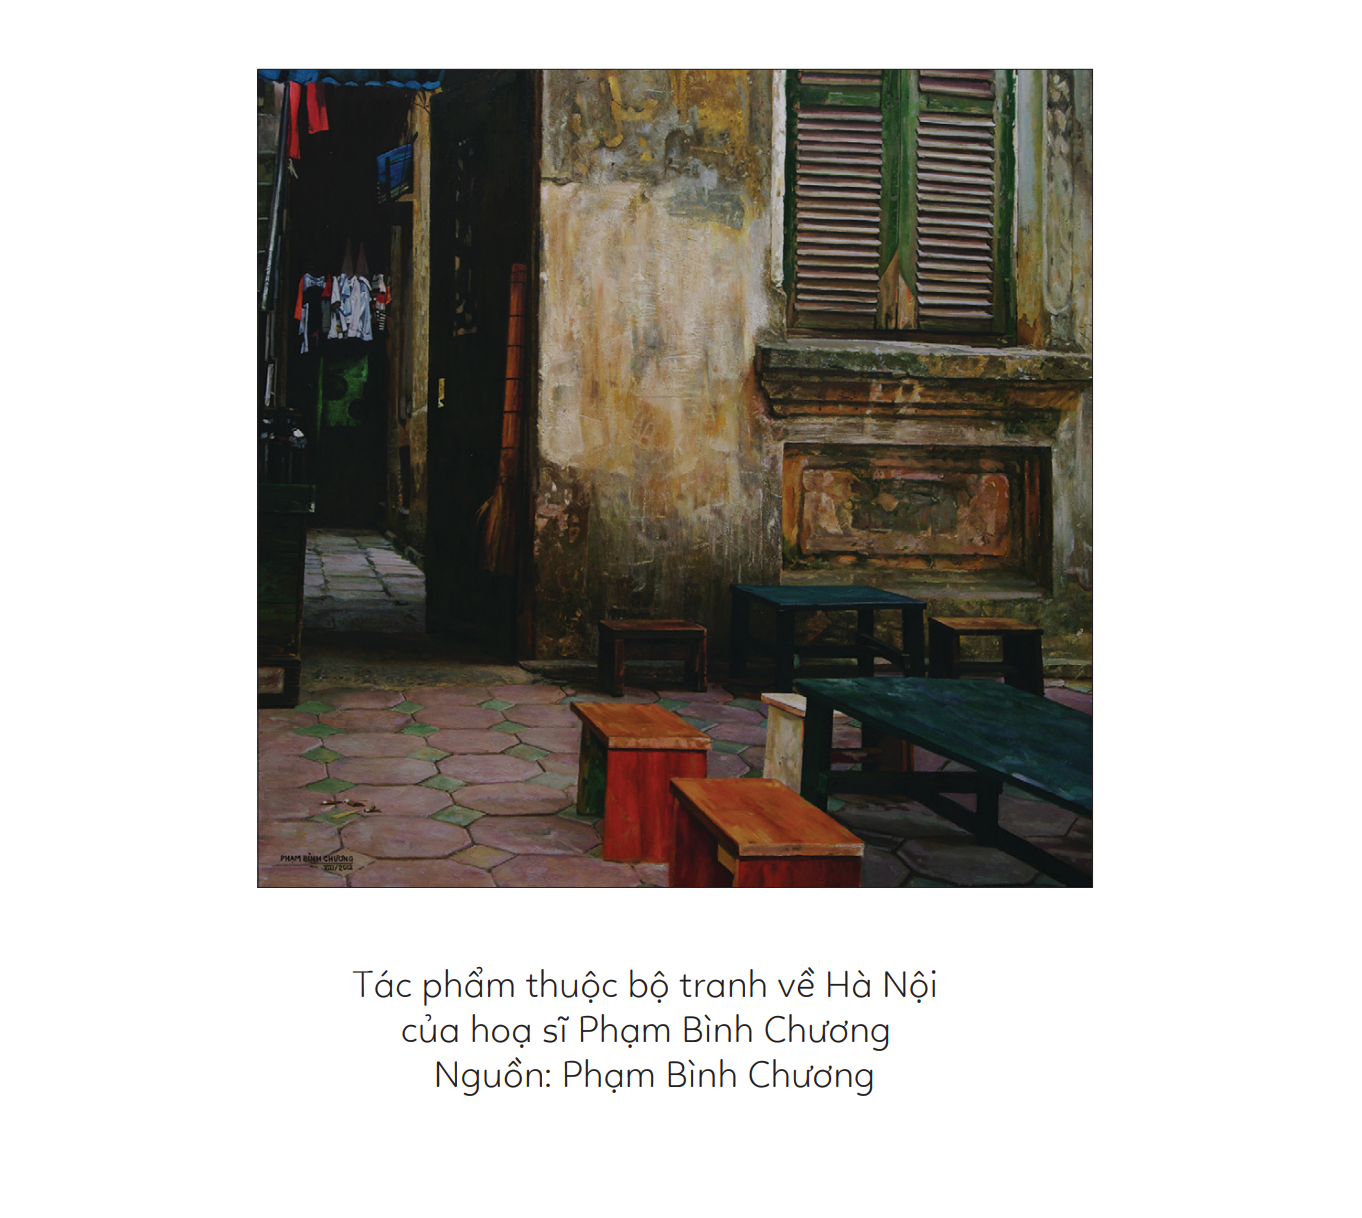 PHẠM BÌNH CHƯƠNG
Tác phẩm thuộc bộ tranh về Hà Nội
của hoạ sĩ Phạm Bình Chương
Nguồn: Phạm Bình Chương